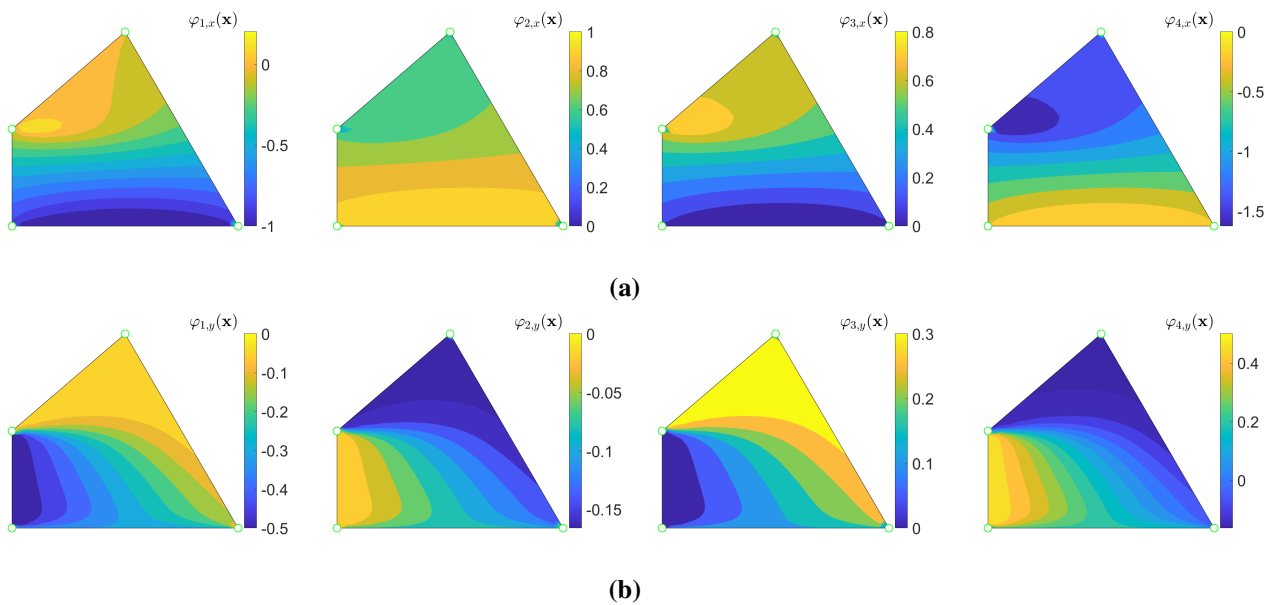 φ1,x(x) φ2,x(x) φ3,x(x) φ4,x(x)
0 -0.5 -1
1 0.8 0.6 0.4 0.2 0
0.8 0.6 0.4 0.2 0
0 -0.5 -1 -1.5
(a)
φ1,y(x) φ2,y(x) φ3,y(x) φ4,y(x)
0 -0.1 -0.2 -0.3 -0.4 -0.5
0 -0.05 -0.1 -0.15
0.3 0.2 0.1 0
0.4 0.2 0
(b)